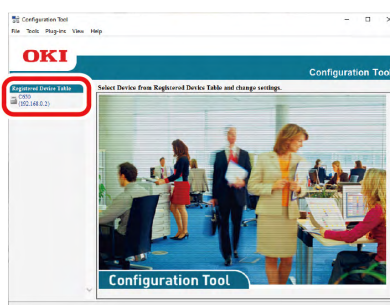 Configuration Tool
File Tools Plug-ins View Help
OKI
Configuration Tool
Registered Device Table
Select Device from Registered Device Table and change settings.
C650
(192.168.0.2)
Configuration Tool